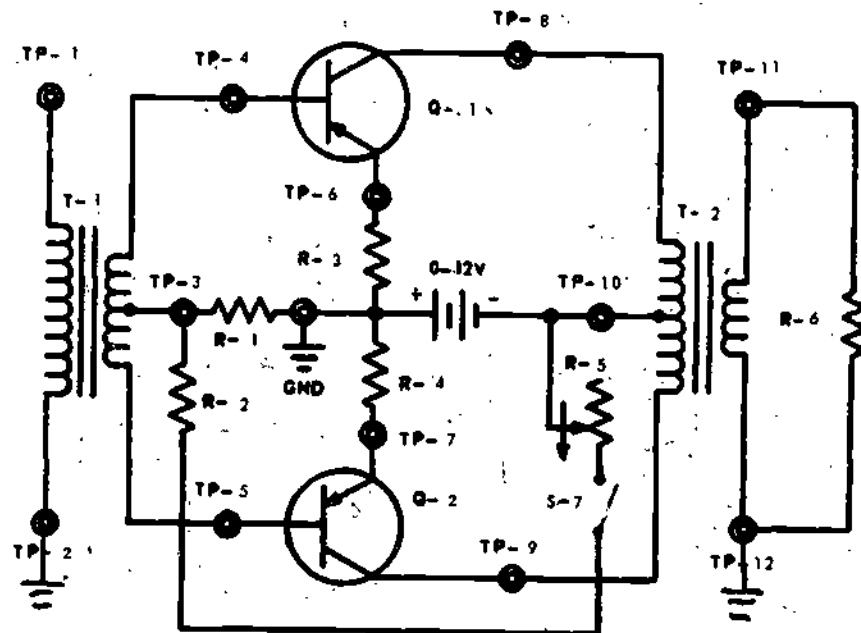 TP-1
TP-4
TP-8
TP-11
Q-1
TP-6
T-1
T-2
R-3
0-12V
TP-3
TP-10
+
-
R-6
R-1
R-5
GND
R-4
R-2
TP-7
TP-5
Q-2
S-7
TP-2
TP-9
TP-12